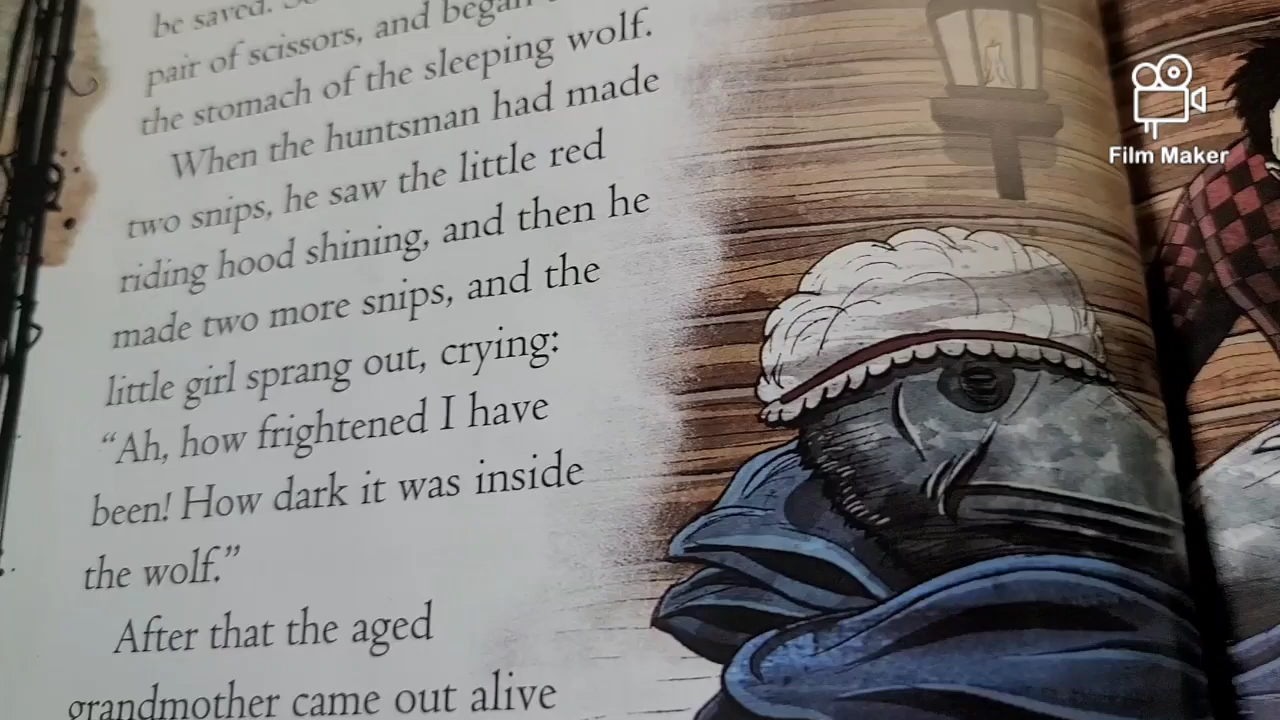 be saved.
pair of scissors, and began
the stomach of the sleeping wolf.
When the huntsman had made
two snips, he saw the little red
riding hood shining, and then he
made two more snips, and the
little girl sprang out, crying:
“Ah, how frightened I have
been! How dark it was inside
the wolf.”
After that the aged
grandmother came out alive
Film Maker